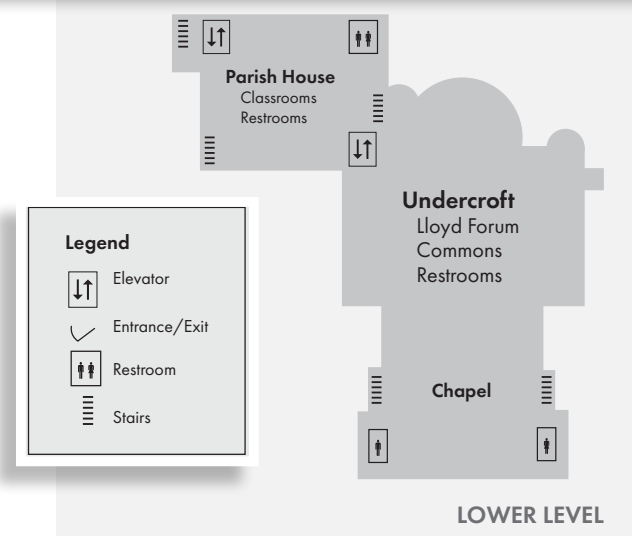 Parish House
Classrooms
Restrooms
Undercroft
Lloyd Forum
Commons
Restrooms
Legend
Elevator
Entrance/Exit
Restroom
Stairs
Chapel
LOWER LEVEL